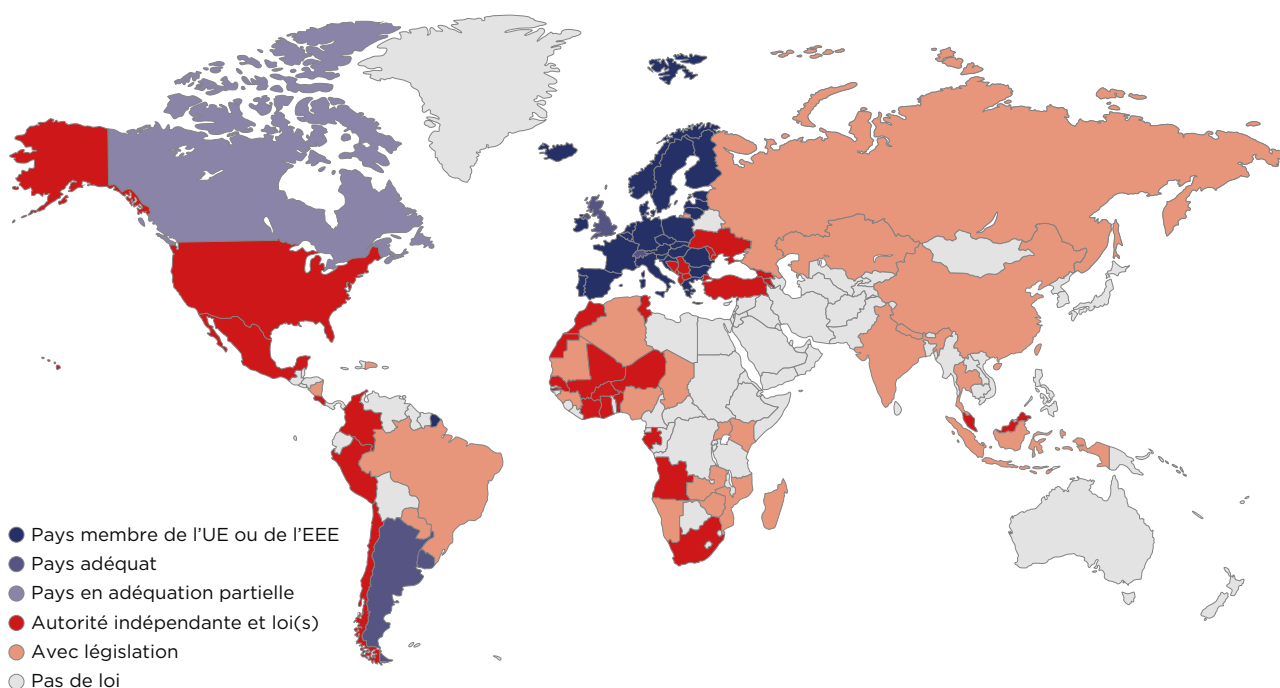 Pays membre de l’UE ou de l’EEE
Pays adéquat
Pays en adéquation partielle
Autorité indépendante et loi(s)
Avec législation
Pas de loi